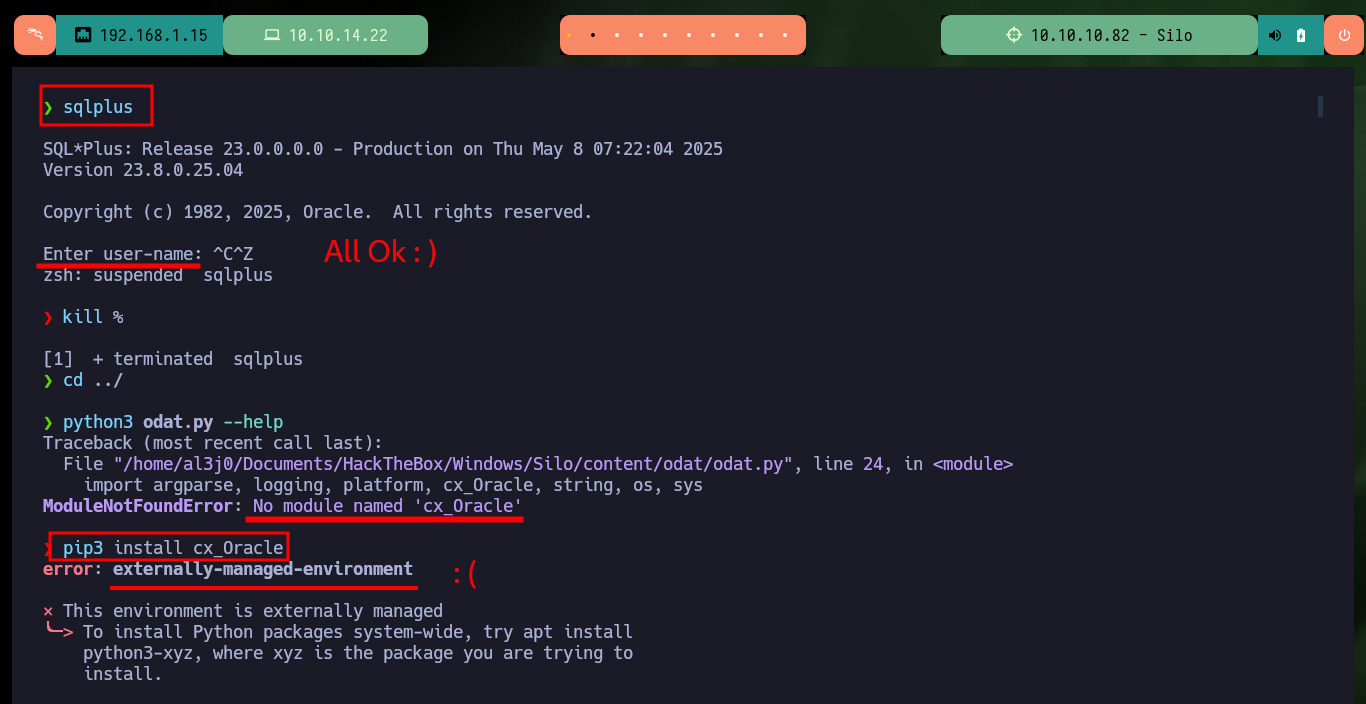 192.168.1.15
10.10.14.22
10.10.10.82 - Silo
❯ sqlplus
SQL*Plus: Release 23.0.0.0.0 - Production on Thu May 8 07:22:04 2025
Version 23.8.0.25.04
Copyright (c) 1982, 2025, Oracle.  All rights reserved.
Enter user-name: ^C^Z
All Ok : )
zsh: suspended  sqlplus
❯ kill %
[1]  + terminated  sqlplus
❯ cd ../
❯ python3 odat.py --help
Traceback (most recent call last):
  File "/home/al3j0/Documents/HackTheBox/Windows/Silo/content/odat/odat.py", line 24, in <module>
    import argparse, logging, platform, cx_Oracle, string, os, sys
ModuleNotFoundError: No module named 'cx_Oracle'
❯ pip3 install cx_Oracle
error: externally-managed-environment
: (
× This environment is externally managed
╰─> To install Python packages system-wide, try apt install
    python3-xyz, where xyz is the package you are trying to
    install.